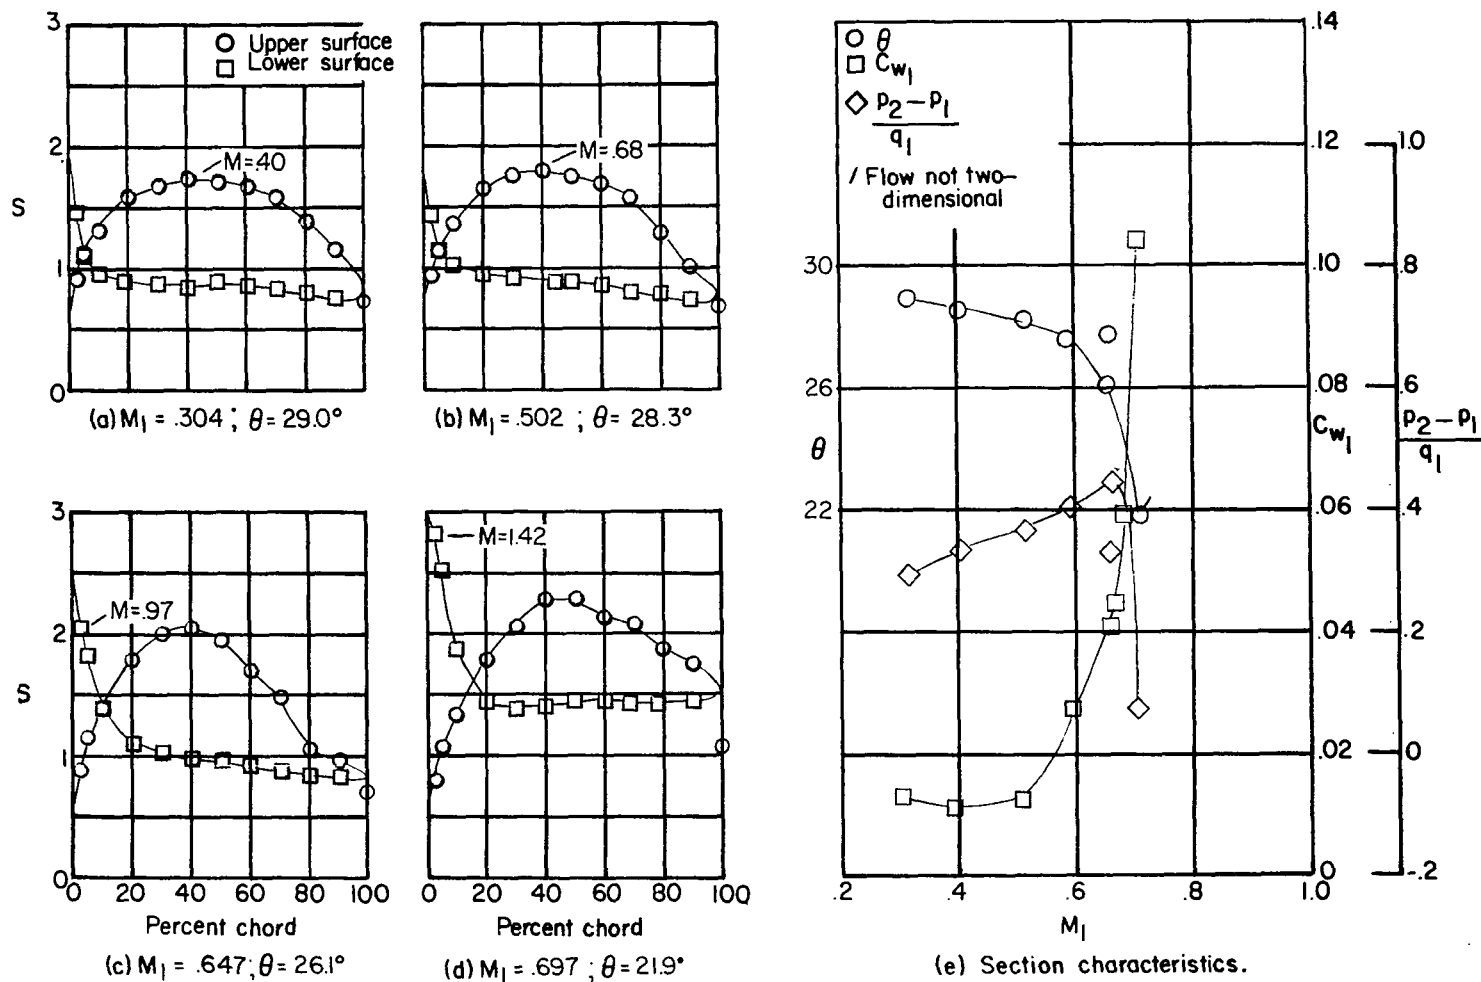 3
2
S
1
0
○ Upper surface
□ Lower surface
M=.40
(a) M₁ = .304 ; θ = 29.0°
M=.68
(b) M₁ = .502 ; θ = 28.3°
3
2
S
1
0
M=.97
0 20 40 60 80 100
Percent chord
(c) M₁ = .647; θ = 26.1°
M=1.42
0 20 40 60 80 100
Percent chord
(d) M₁ = .697 ; θ = 21.9°
○ θ
□ C_w₁
◇ p₂ – p₁
q₁
/ Flow not two-
dimensional
30
26
θ
22
.14
.12
.10
.08
C_w₁
.06
.04
.02
.0
1.0
.8
.6
p₂ – p₁
q₁
.4
.2
0
-.2
.2 .4 .6 .8 1.0
M₁
(e) Section characteristics.